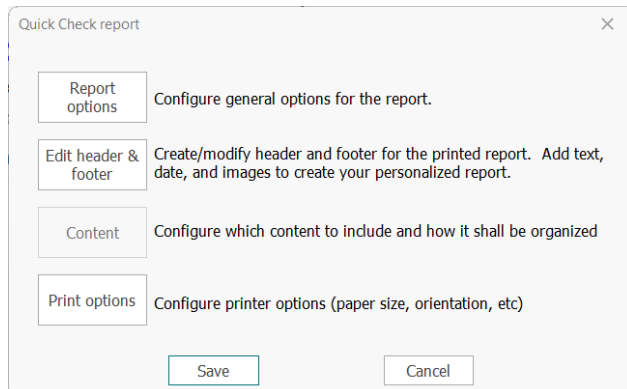 Quick Check report
Report
options
Configure general options for the report.
Edit header &
footer
Create/modify header and footer for the printed report.  Add text,
date, and images to create your personalized report.
Content
Configure which content to include and how it shall be organized
Print options
Configure printer options (paper size, orientation, etc)
Save
Cancel